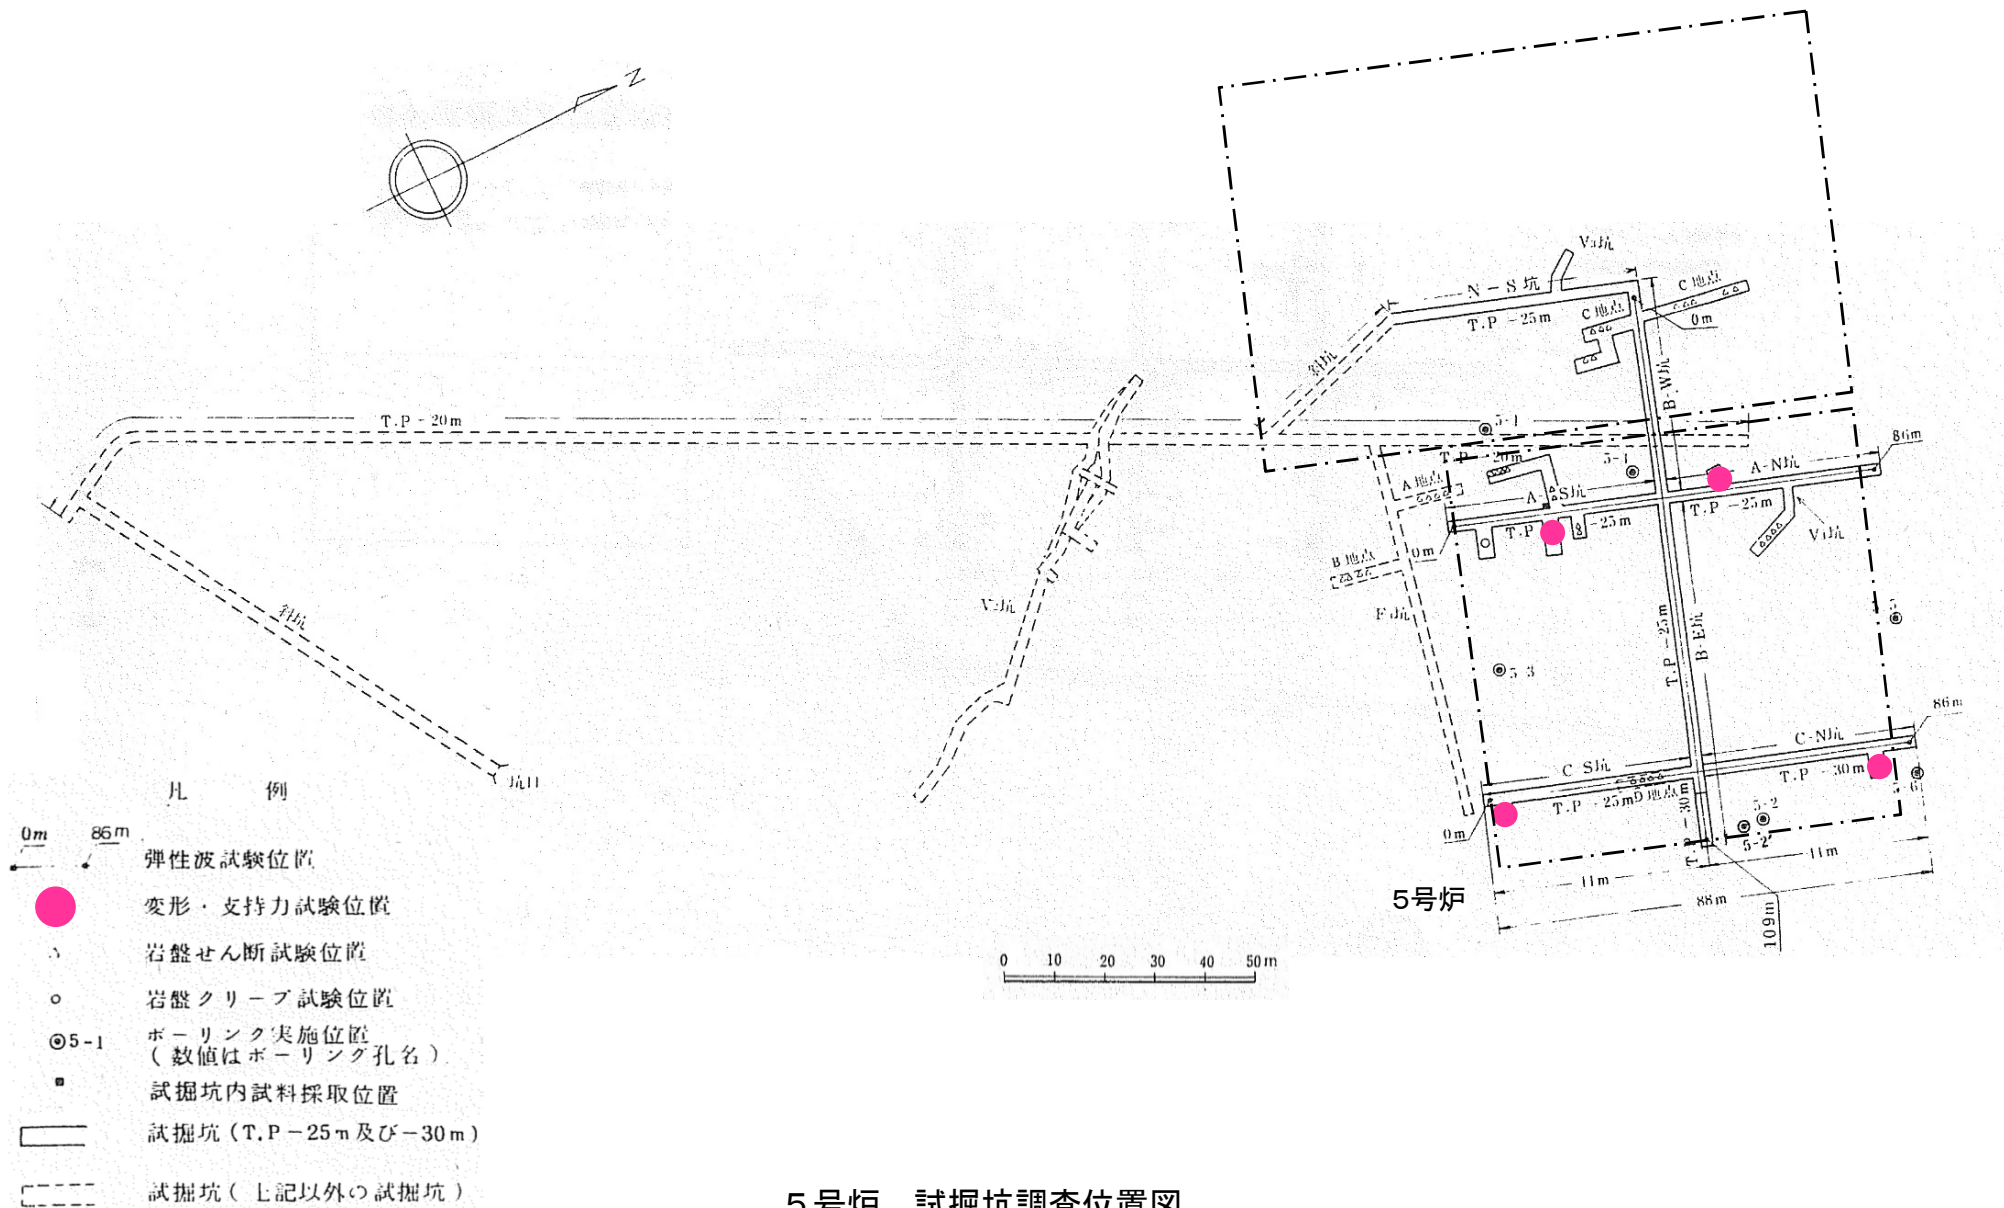 N
V3坑
N-S坑
C地点
C地点
T.P -25m
0m
斜坑
B-W坑
T.P -20m
5-1
86m
T.P -20m
5-4
A-N坑
A地点
A-S坑
T.P -25m
T.P -25m
V1坑
0m
B地点
V2坑
F坑
斜坑
T.P -25m
B-E坑
5-3
86m
C-N坑
C-S坑
T.P -30m
坑口
T.P -25m
D地点
T.P -30m
5-2
5-2'
0m
44m
44m
88m
109m
5号炉
0 10 20 30 40 50m
凡 例
0m 86m
弾性波試験位置
変形・支持力試験位置
岩盤せん断試験位置
岩盤クリープ試験位置
5-1 ボーリング実施位置
(数値はボーリング孔名)
試掘坑内試料採取位置
試掘坑(T.P-25m及び-30m)
試掘坑(上記以外の試掘坑)
5号炉 試掘坑調査位置図